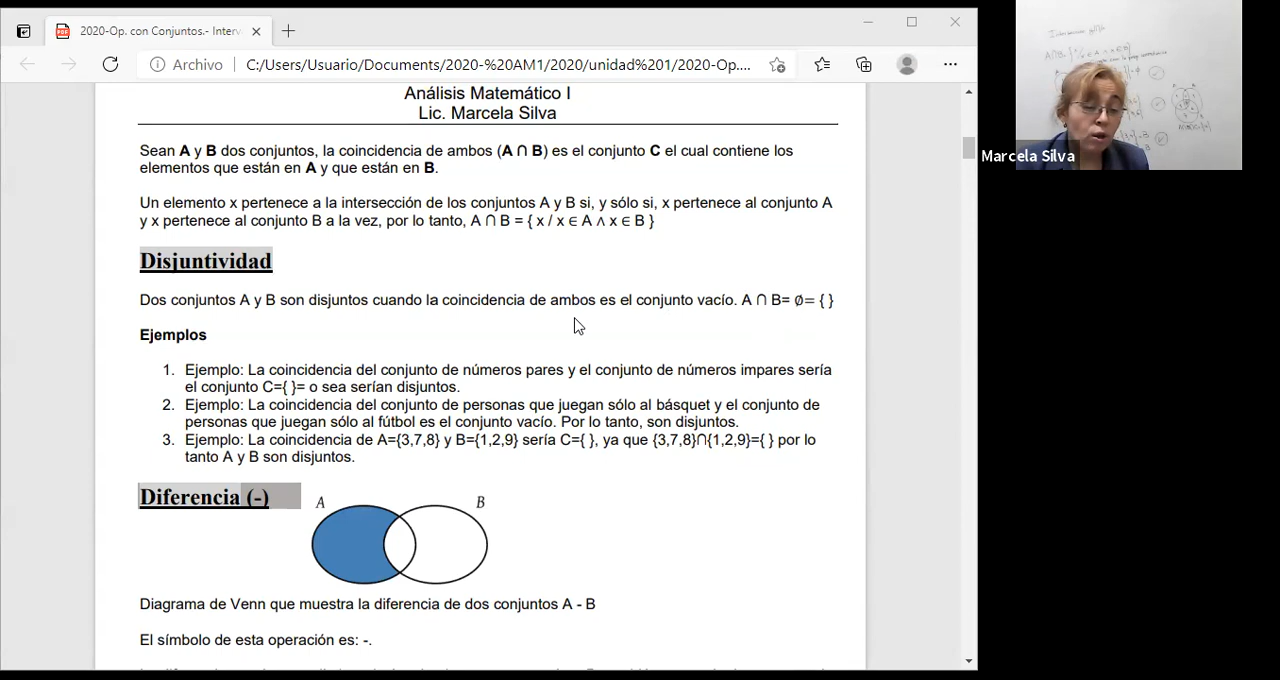 2020-Op. con Conjuntos.- Interv
Archivo
C:/Users/Usuario/Documents/2020-%20AM1/2020/unidad%201/2020-Op....
Análisis Matemático I
Lic. Marcela Silva
Sean A y B dos conjuntos, la coincidencia de ambos (A ∩ B) es el conjunto C el cual contiene los
elementos que están en A y que están en B.
Un elemento x pertenece a la intersección de los conjuntos A y B si, y sólo si, x pertenece al conjunto A
y x pertenece al conjunto B a la vez, por lo tanto, A ∩ B = { x / x ∈ A ∧ x ∈ B }
Disjuntividad
Dos conjuntos A y B son disjuntos cuando la coincidencia de ambos es el conjunto vacío. A ∩ B= ∅= { }
Ejemplos
1. Ejemplo: La coincidencia del conjunto de números pares y el conjunto de números impares sería
el conjunto C={ }= o sea serían disjuntos.
2. Ejemplo: La coincidencia del conjunto de personas que juegan sólo al básquet y el conjunto de
personas que juegan sólo al fútbol es el conjunto vacío. Por lo tanto, son disjuntos.
3. Ejemplo: La coincidencia de A={3,7,8} y B={1,2,9} sería C={ }, ya que {3,7,8}∩{1,2,9}={ } por lo
tanto A y B son disjuntos.
Diferencia (-)
A B
Diagrama de Venn que muestra la diferencia de dos conjuntos A - B
El símbolo de esta operación es: -.
Marcela Silva